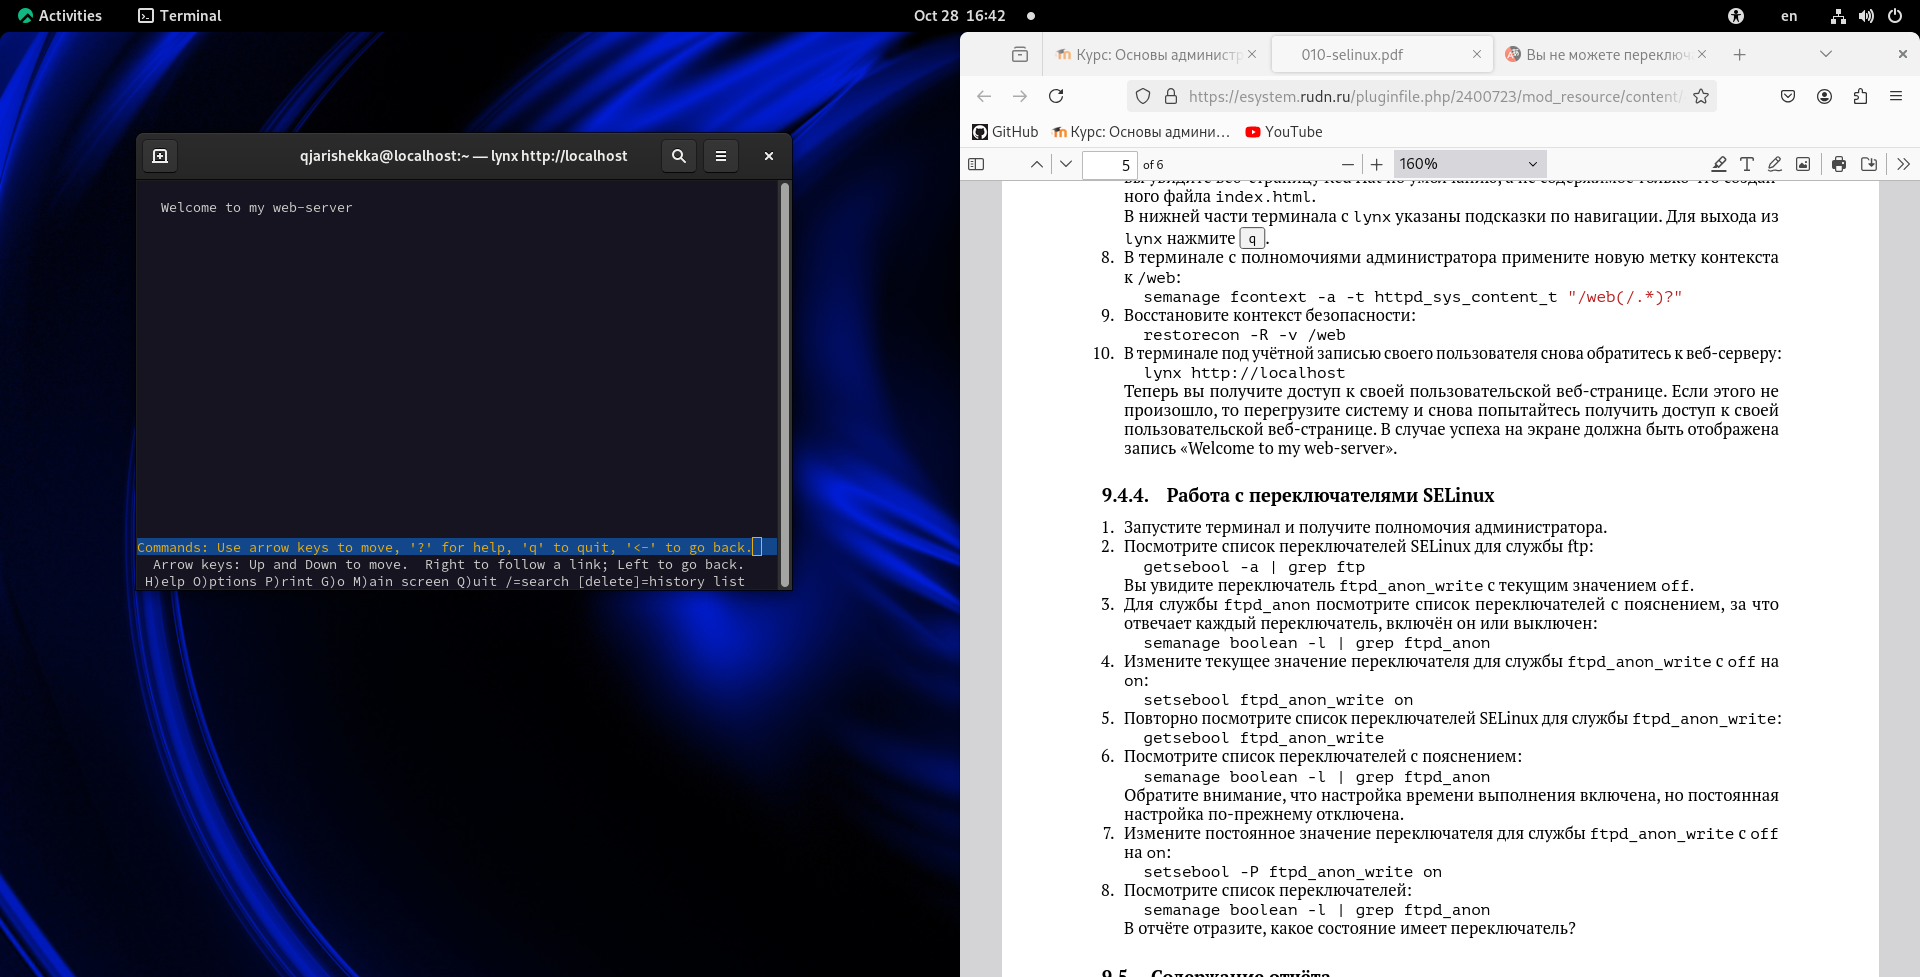 Activities
Terminal
Oct 28 16:42
en
qjarishekka@localhost:~ — lynx http://localhost
Welcome to my web-server
Commands: Use arrow keys to move, '?' for help, 'q' to quit, '<-' to go back.
Arrow keys: Up and Down to move.  Right to follow a link; Left to go back.
H)elp O)ptions P)rint G)o M)ain screen Q)uit /=search [delete]=history list
Курс: Основы администр
010-selinux.pdf
Вы не можете переключи
https://esystem.rudn.ru/pluginfile.php/2400723/mod_resource/content/
GitHub
Курс: Основы админи…
YouTube
5 of 6
160%
ного файла index.html.
В нижней части терминала с lynx указаны подсказки по навигации. Для выхода из
lynx нажмите q .
8. В терминале с полномочиями администратора примените новую метку контекста
к /web:
semanage fcontext -a -t httpd_sys_content_t "/web(/.*)?"
9. Восстановите контекст безопасности:
restorecon -R -v /web
10. В терминале под учётной записью своего пользователя снова обратитесь к веб-серверу:
lynx http://localhost
Теперь вы получите доступ к своей пользовательской веб-странице. Если этого не
произошло, то перегрузите систему и снова попытайтесь получить доступ к своей
пользовательской веб-странице. В случае успеха на экране должна быть отображена
запись «Welcome to my web-server».
9.4.4. Работа с переключателями SELinux
1. Запустите терминал и получите полномочия администратора.
2. Посмотрите список переключателей SELinux для службы ftp:
getsebool -a | grep ftp
Вы увидите переключатель ftpd_anon_write с текущим значением off.
3. Для службы ftpd_anon посмотрите список переключателей с пояснением, за что
отвечает каждый переключатель, включён он или выключен:
semanage boolean -l | grep ftpd_anon
4. Измените текущее значение переключателя для службы ftpd_anon_write с off на
on:
setsebool ftpd_anon_write on
5. Повторно посмотрите список переключателей SELinux для службы ftpd_anon_write:
getsebool ftpd_anon_write
6. Посмотрите список переключателей с пояснением:
semanage boolean -l | grep ftpd_anon
Обратите внимание, что настройка времени выполнения включена, но постоянная
настройка по-прежнему отключена.
7. Измените постоянное значение переключателя для службы ftpd_anon_write с off
на on:
setsebool -P ftpd_anon_write on
8. Посмотрите список переключателей:
semanage boolean -l | grep ftpd_anon
В отчёте отразите, какое состояние имеет переключатель?
9.5. Содержание отчёта